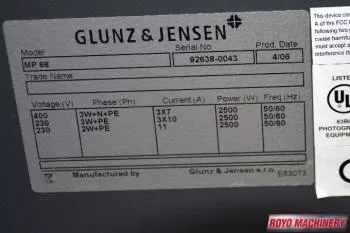 GLUNZ & JENSEN
Model
MP 68
Serial No
92638-0043
Prod. Date
4/06
Trade Name
Voltage (V) Phase (Ph) Current (A) Power (W) Freq (Hz)
400 3W+N+PE 3X7 2500 50/60
230 3W+PE 3X10 2500 50/60
230 2W+PE 11 2500 50/60
Manufactured by Glunz & Jensen s.r.o.
E83073
This device com
A of the FCC
following two
cause harmful
must accept a
interference th
LISTE
UL
63B
PHOTOGR
EQUIPME
C
ROYO MACHINERY